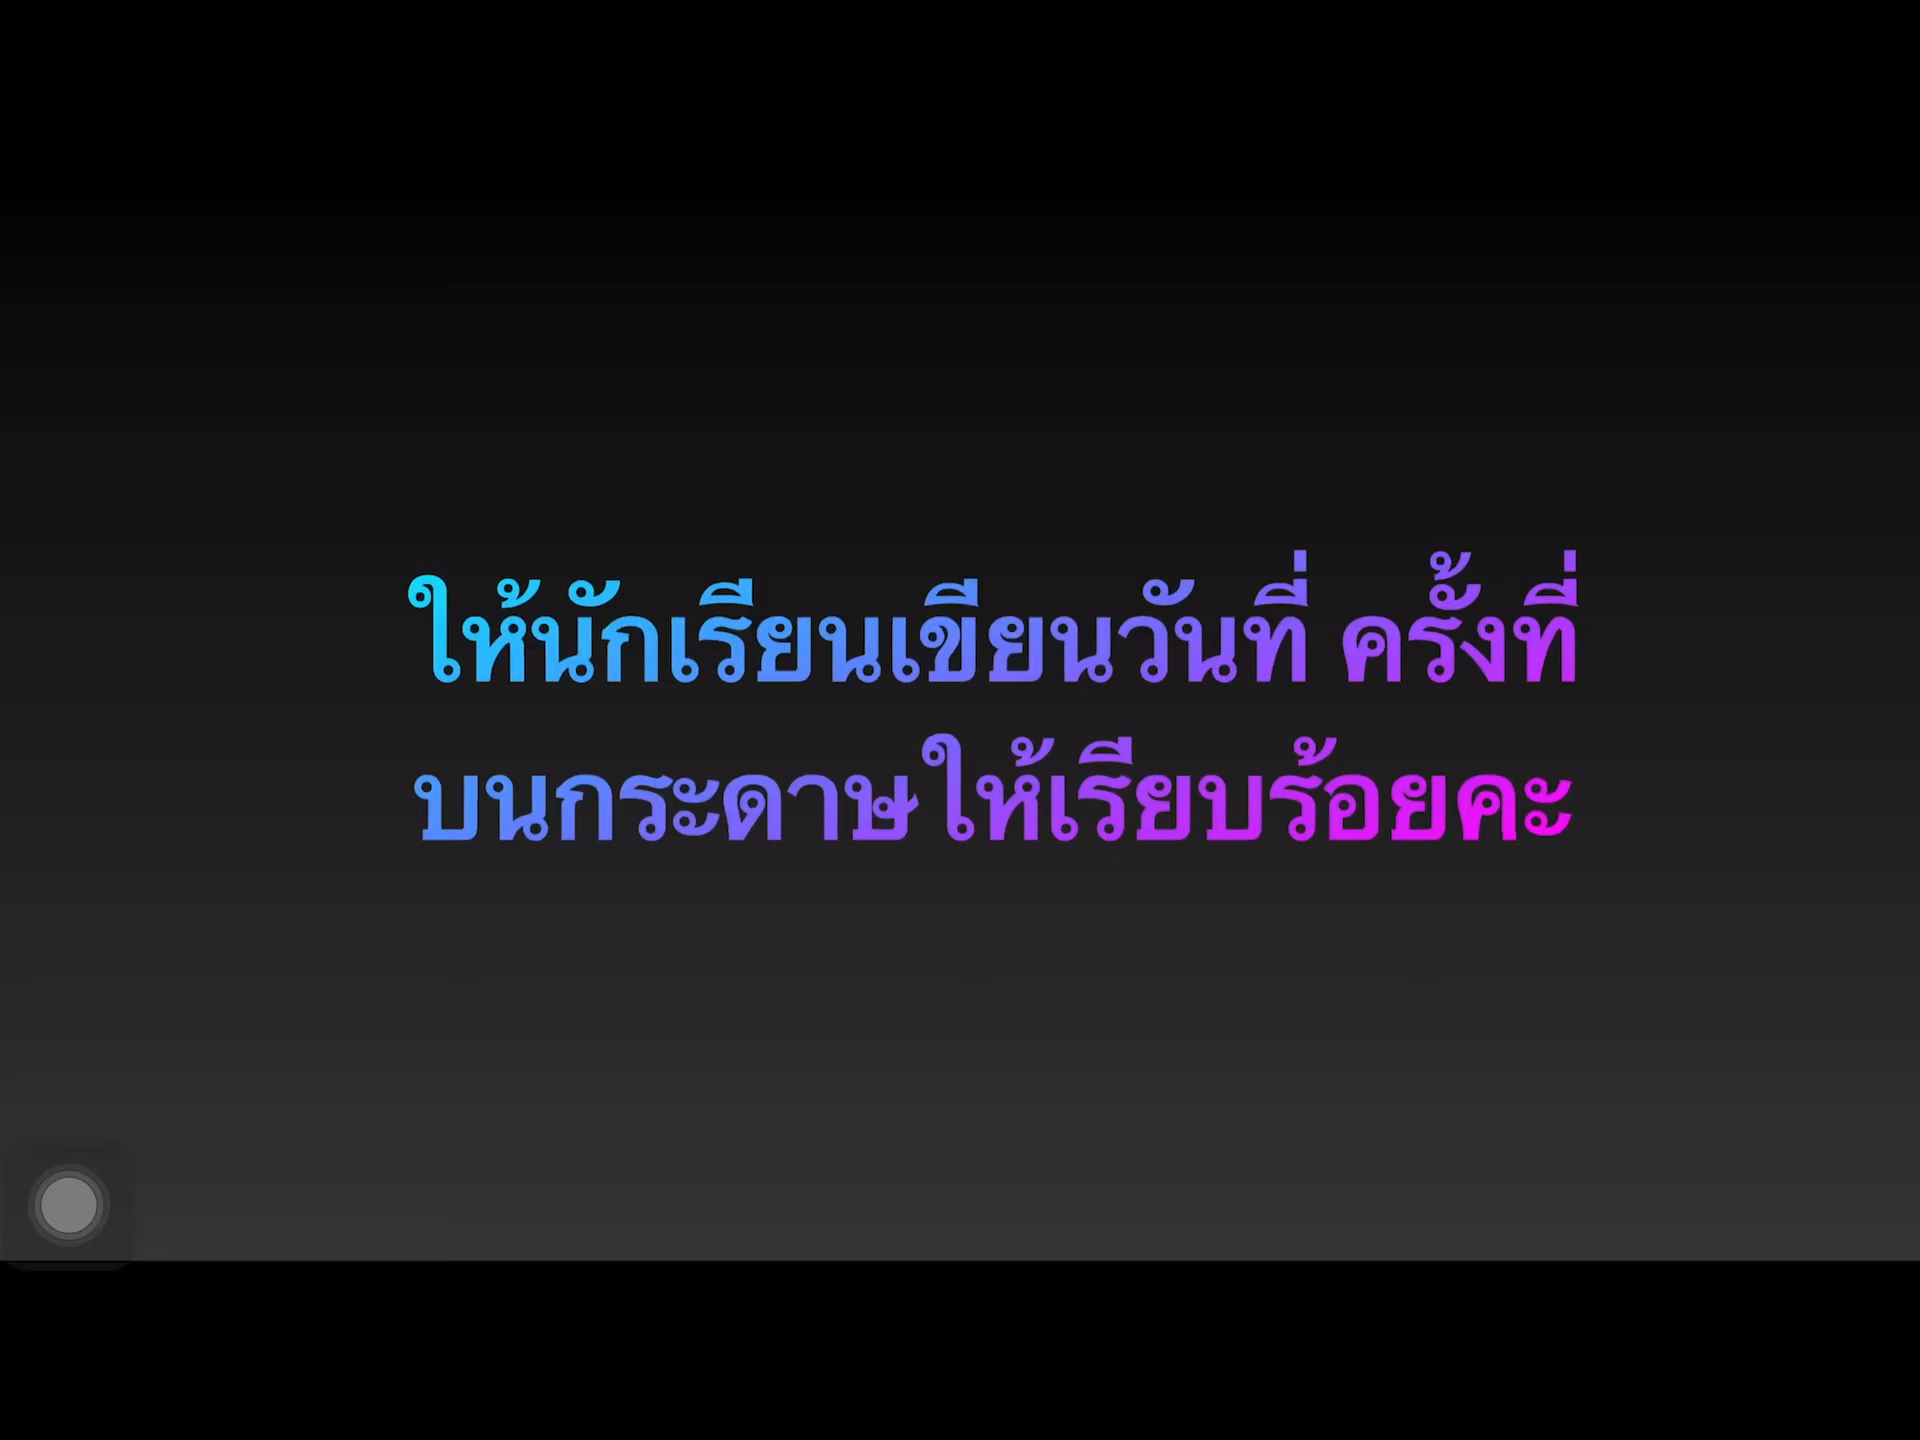 ให้นักเรียนเขียนวันที่ ครั้งที่
บนกระดาษให้เรียบร้อยคะ